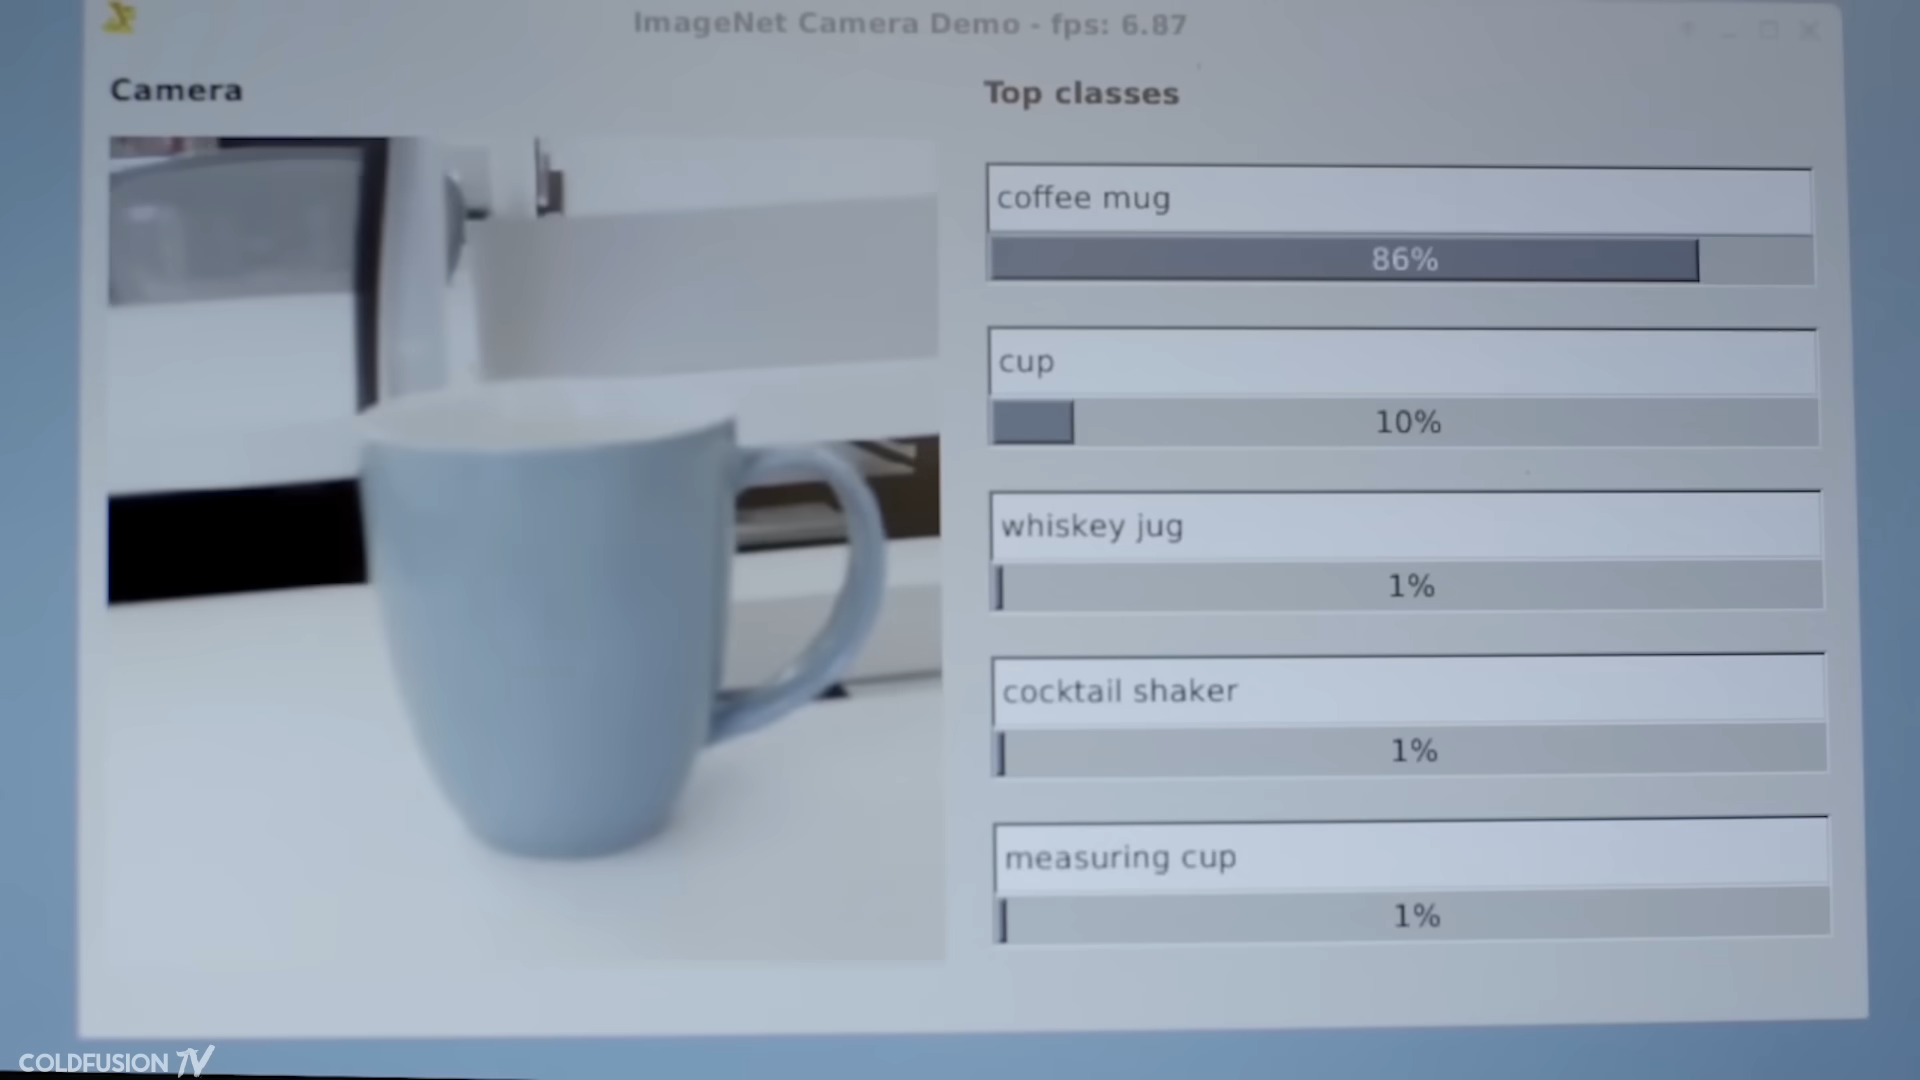 ImageNet Camera Demo - fps: 6.87
Camera
Top classes
coffee mug
86%
cup
10%
whiskey jug
1%
cocktail shaker
1%
measuring cup
1%
COLDFUSION TV